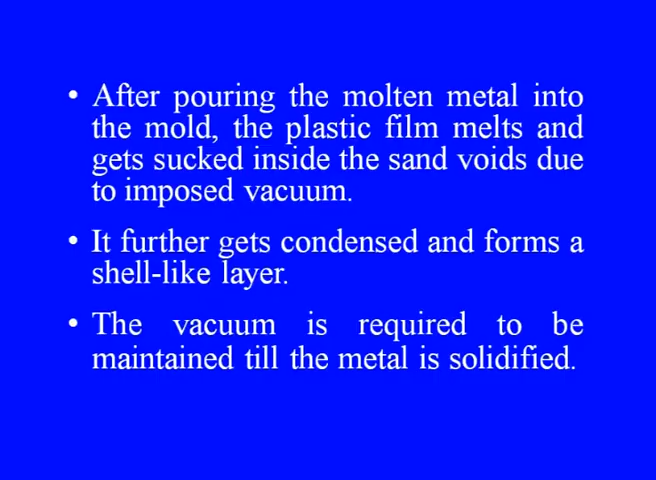 • After pouring the molten metal into
the mold, the plastic film melts and
gets sucked inside the sand voids due
to imposed vacuum.
• It further gets condensed and forms a
shell-like layer.
• The vacuum is required to be
maintained till the metal is solidified.